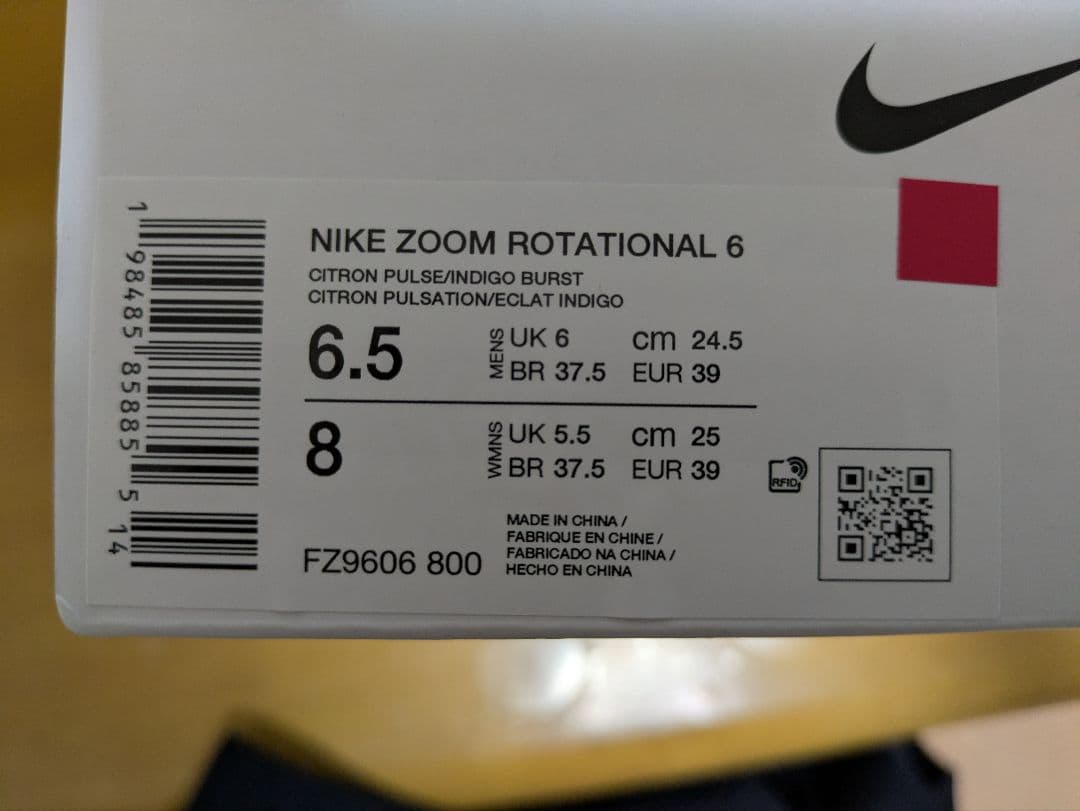 NIKE ZOOM ROTATIONAL 6
CITRON PULSE/INDIGO BURST
CITRON PULSATION/ECLAT INDIGO
6.5 MENS UK 6 cm 24.5
BR 37.5 EUR 39
8 WMNS UK 5.5 cm 25
BR 37.5 EUR 39
RFID
MADE IN CHINA /
FABRIQUE EN CHINE /
FABRICADO NA CHINA /
HECHO EN CHINA
FZ9606 800
1 98485 85885 5 14